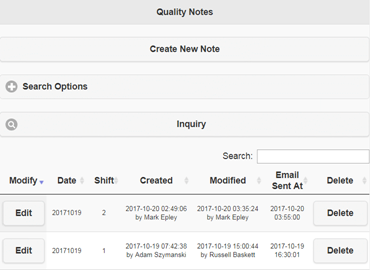 Quality Notes
Create New Note
Search Options
Inquiry
Search:
Modify Date Shift Created Modified Email Sent At Delete
Edit 20171019 2 2017-10-20 02:49:06 by Mark Epley 2017-10-20 03:35:24 by Mark Epley 2017-10-20 03:55:00 Delete
Edit 20171019 1 2017-10-19 07:42:38 by Adam Szymanski 2017-10-19 15:00:44 by Russell Baskett 2017-10-19 16:30:01 Delete